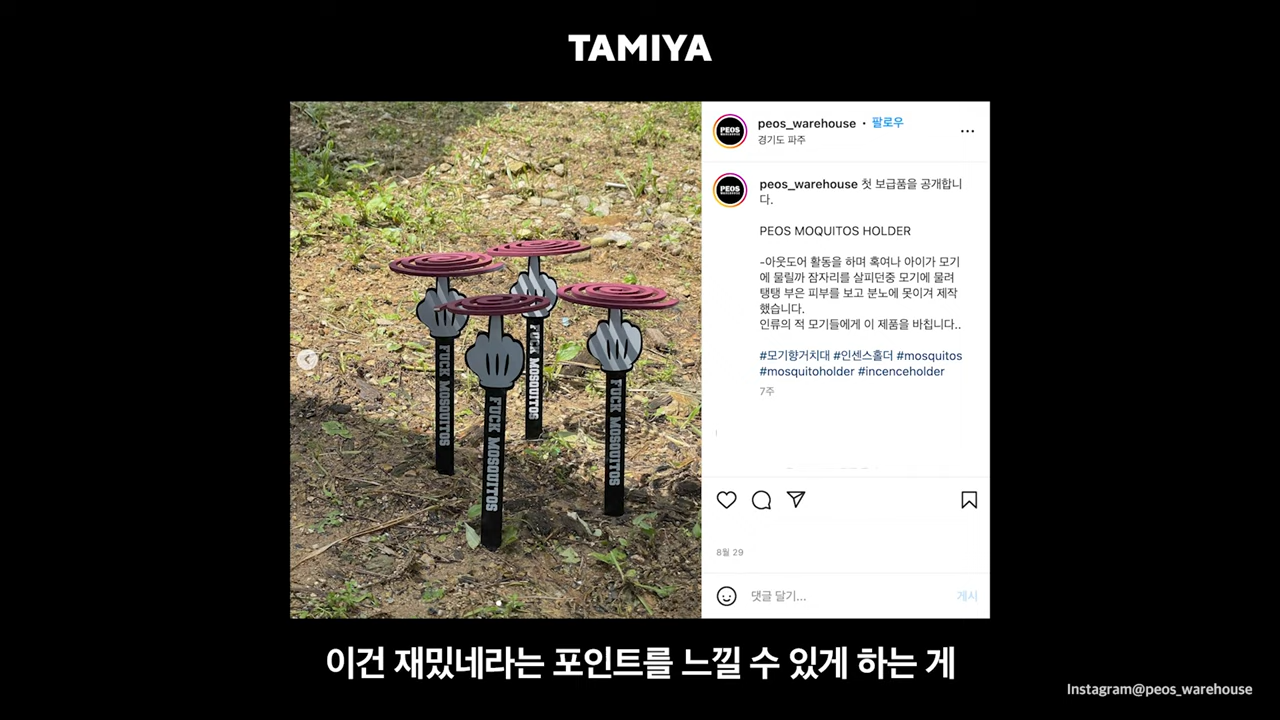 TAMIYA
peos_warehouse • 팔로우
경기도 파주
PEOS
PEOS
peos_warehouse 첫 보급품을 공개합니
다.
PEOS MOQUITOS HOLDER
-아웃도어 활동을 하며 혹여나 아이가 모기
에 물릴까 잠자리를 살피던중 모기에 물려
탱탱 부은 피부를 보고 분노에 못이겨 제작
했습니다.
인류의 적 모기들에게 이 제품을 바칩니다..
#모기향거치대 #인센스홀더 #mosquitos
#mosquitoholder #incenceholder
7주
FUCK MOSQUITOS
FUCK MOSQUITOS
FUCK MOSQUITOS
FUCK MOSQUITOS
8월 29
댓글 달기...
게시
이건 재밌네라는 포인트를 느낄 수 있게 하는 게
Instagram@peos_warehouse